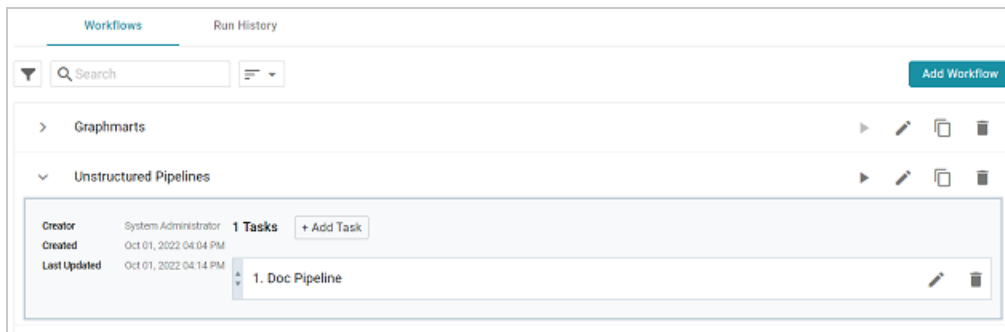 Workflows Run History
Search Add Workflow
Graphmarts
Unstructured Pipelines
Creator System Administrator 1 Tasks + Add Task
Created Oct 01, 2022 04:04 PM
Last Updated Oct 01, 2022 04:14 PM
1. Doc Pipeline